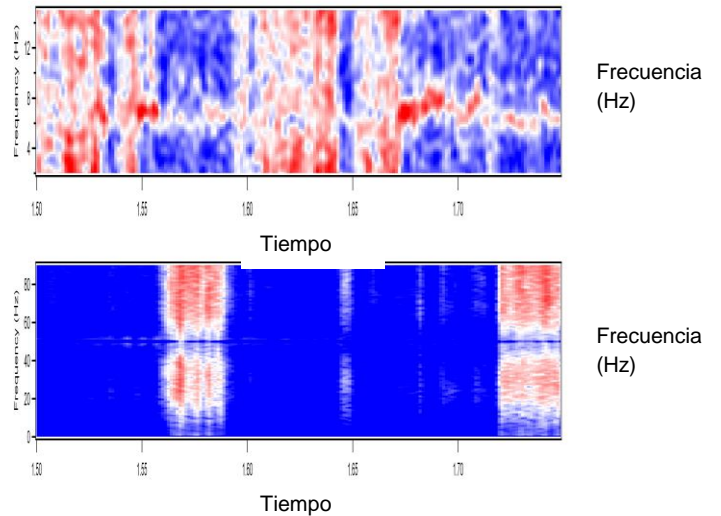 Frequency (Hz)
12
8
4
Frecuencia
(Hz)
1.50
1.55
1.60
1.65
1.70
Tiempo
Frequency (Hz)
80
60
40
20
0
Frecuencia
(Hz)
1.50
1.55
1.60
1.65
1.70
Tiempo